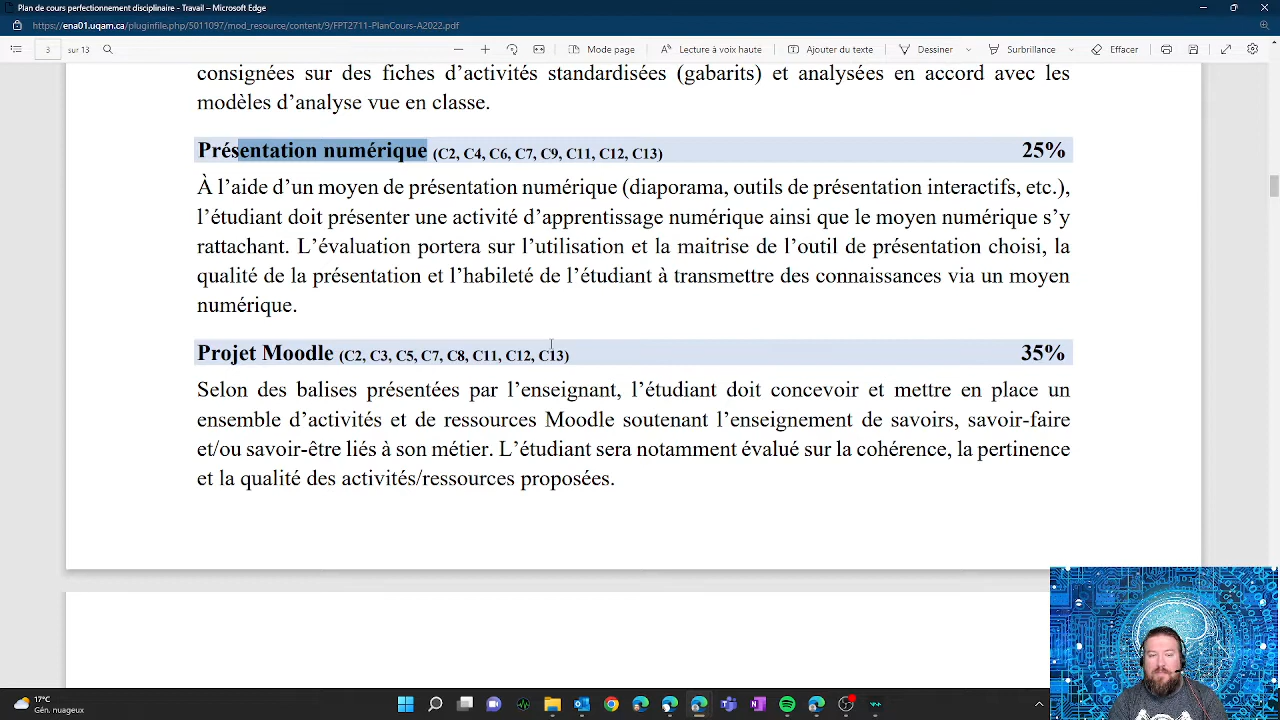 Plan de cours perfectionnement disciplinaire - Travail – Microsoft Edge
https://ena01.uqam.ca/pluginfile.php/5011097/mod_resource/content/9/FPT2711-PlanCours-A2022.pdf
3 sur 13 Mode page Lecture à voix haute Ajouter du texte Dessiner Surbrillance Effacer
consignées sur des fiches d’activités standardisées (gabarits) et analysées en accord avec les
modèles d’analyse vue en classe.
Présentation numérique (C2, C4, C6, C7, C9, C11, C12, C13) 25%
À l’aide d’un moyen de présentation numérique (diaporama, outils de présentation interactifs, etc.),
l’étudiant doit présenter une activité d’apprentissage numérique ainsi que le moyen numérique s’y
rattachant. L’évaluation portera sur l’utilisation et la maitrise de l’outil de présentation choisi, la
qualité de la présentation et l’habileté de l’étudiant à transmettre des connaissances via un moyen
numérique.
Projet Moodle (C2, C3, C5, C7, C8, C11, C12, C13) 35%
Selon des balises présentées par l’enseignant, l’étudiant doit concevoir et mettre en place un
ensemble d’activités et de ressources Moodle soutenant l’enseignement de savoirs, savoir-faire
et/ou savoir-être liés à son métier. L’étudiant sera notamment évalué sur la cohérence, la pertinence
et la qualité des activités/ressources proposées.
17°C
Gén. nuageux